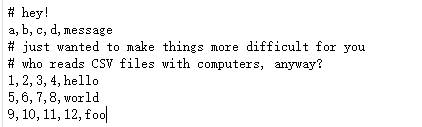 # hey!
a,b,c,d,message
# just wanted to make things more difficult for you
# who reads CSV files with computers, anyway?
1,2,3,4,hello
5,6,7,8,world
9,10,11,12,foo